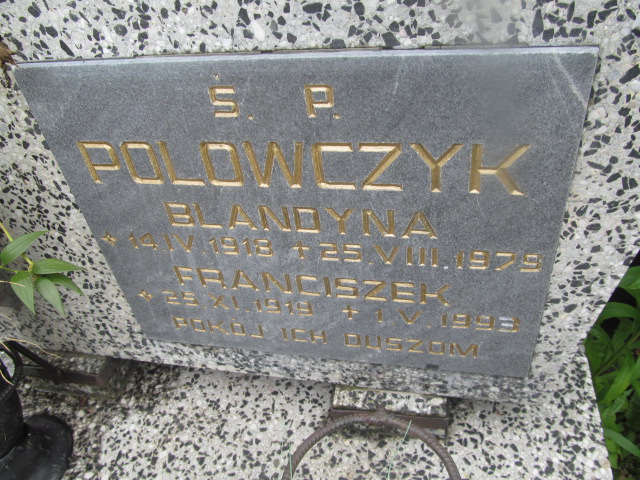 Ś. P.
POLOWCZYK
BLANDYNA
* 14.IV.1918 + 25.VIII.1979
FRANCISZEK
* 25.XI.1919 + 1.V.1993
POKÓJ ICH DUSZOM